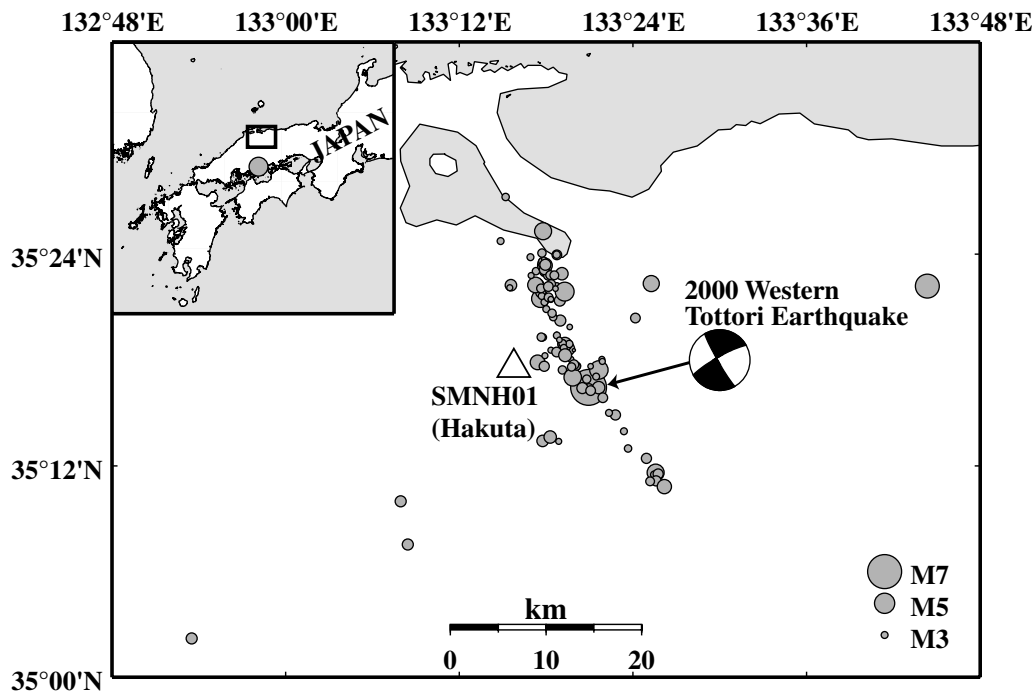 132°48'E 133°00'E 133°12'E 133°24'E 133°36'E 133°48'E
JAPAN
35°24'N
2000 Western
Tottori Earthquake
SMNH01
(Hakuta)
35°12'N
M7
M5
M3
km
0 10 20
35°00'N